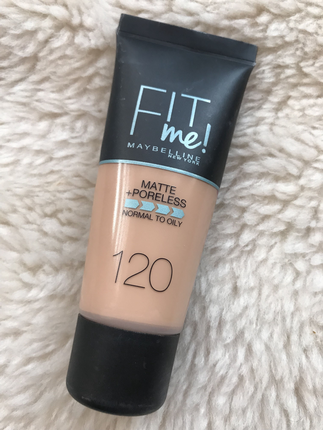 FIT
me!
MAYBELLINE
NEW YORK
MATTE
+PORELESS
NORMAL TO OILY
120